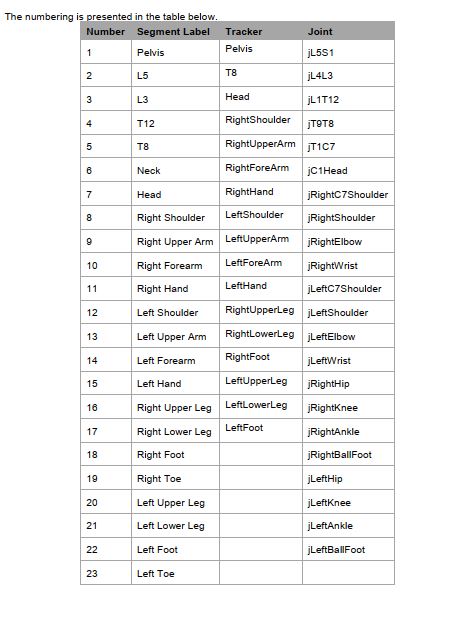 The numbering is presented in the table below.
Number Segment Label Tracker Joint
1 Pelvis Pelvis jL5S1
2 L5 T8 jL4L3
3 L3 Head jL1T12
4 T12 RightShoulder jT9T8
5 T8 RightUpperArm jT1C7
6 Neck RightForeArm jC1Head
7 Head RightHand jRightC7Shoulder
8 Right Shoulder LeftShoulder jRightShoulder
9 Right Upper Arm LeftUpperArm jRightElbow
10 Right Forearm LeftForeArm jRightWrist
11 Right Hand LeftHand jLeftC7Shoulder
12 Left Shoulder RightUpperLeg jLeftShoulder
13 Left Upper Arm RightLowerLeg jLeftElbow
14 Left Forearm RightFoot jLeftWrist
15 Left Hand LeftUpperLeg jRightHip
16 Right Upper Leg LeftLowerLeg jRightKnee
17 Right Lower Leg LeftFoot jRightAnkle
18 Right Foot jRightBallFoot
19 Right Toe jLeftHip
20 Left Upper Leg jLeftKnee
21 Left Lower Leg jLeftAnkle
22 Left Foot jLeftBallFoot
23 Left Toe